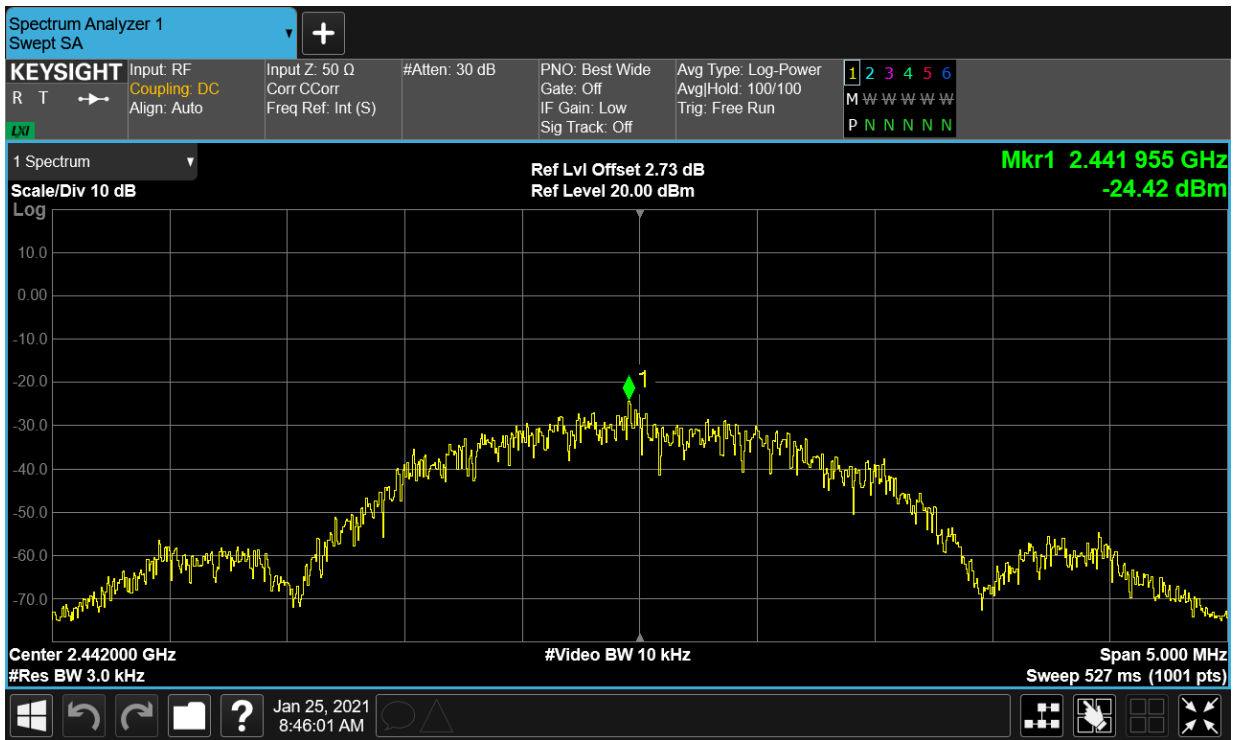 Spectrum Analyzer 1
Swept SA
+
KEYSIGHT
R T
LXI
Input: RF
Coupling: DC
Align: Auto
Input Z: 50 Ω
Corr CCorr
Freq Ref: Int (S)
#Atten: 30 dB
PNO: Best Wide
Gate: Off
IF Gain: Low
Sig Track: Off
Avg Type: Log-Power
Avg|Hold: 100/100
Trig: Free Run
1 2 3 4 5 6
M W W W W W
P N N N N N
1 Spectrum
Scale/Div 10 dB
Log
Ref Lvl Offset 2.73 dB
Ref Level 20.00 dBm
Mkr1 2.441 955 GHz
-24.42 dBm
10.0
0.00
-10.0
-20.0
-30.0
-40.0
-50.0
-60.0
-70.0
1
Center 2.442000 GHz
#Res BW 3.0 kHz
#Video BW 10 kHz
Span 5.000 MHz
Sweep 527 ms (1001 pts)
?
Jan 25, 2021
8:46:01 AM